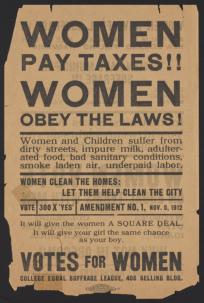 WOMEN
PAY TAXES!!
WOMEN
OBEY THE LAWS!
Women and Children suffer from
dirty streets, impure milk, adulter-
ated food, bad sanitary conditions,
smoke laden air, underpaid labor.
WOMEN CLEAN THE HOMES:
LET THEM HELP CLEAN THE CITY
VOTE 300 X 'YES' AMENDMENT NO. 1, NOV. 5, 1912
It will give the women A SQUARE DEAL.
It will give your girl the same chance
as your boy.
VOTES FOR WOMEN
COLLEGE EQUAL SUFFRAGE LEAGUE, 406 SELLING BLDG.